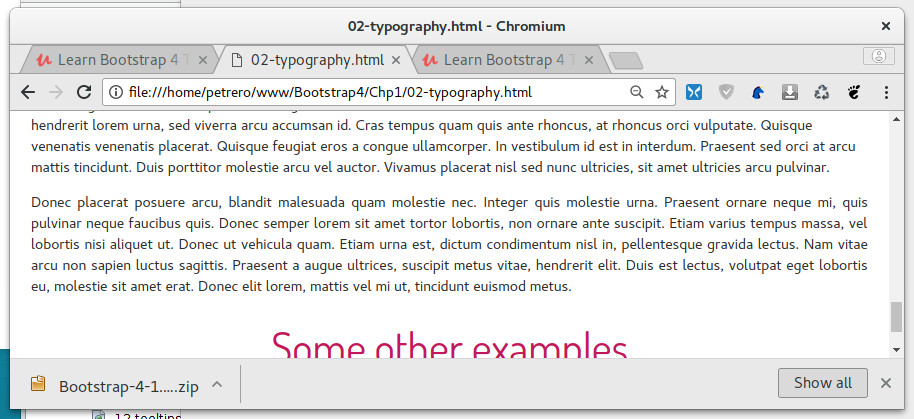 02-typography.html - Chromium
Learn Bootstrap 4 T
02-typography.html
Learn Bootstrap 4 T
file:///home/petrero/www/Bootstrap4/Chp1/02-typography.html
hendrerit lorem urna, sed viverra arcu accumsan id. Cras tempus quam quis ante rhoncus, at rhoncus orci vulputate. Quisque
venenatis venenatis placerat. Quisque feugiat eros a congue ullamcorper. In vestibulum id est in interdum. Praesent sed orci at arcu
mattis tincidunt. Duis porttitor molestie arcu vel auctor. Vivamus placerat nisl sed nunc ultricies, sit amet ultricies arcu pulvinar.
Donec placerat posuere arcu, blandit malesuada quam molestie nec. Integer quis molestie urna. Praesent ornare neque mi, quis
pulvinar neque faucibus quis. Donec semper lorem sit amet tortor lobortis, non ornare ante suscipit. Etiam varius tempus massa, vel
lobortis nisi aliquet ut. Donec ut vehicula quam. Etiam urna est, dictum condimentum nisl in, pellentesque gravida lectus. Nam vitae
arcu non sapien luctus sagittis. Praesent a augue ultrices, suscipit metus vitae, hendrerit elit. Duis est lectus, volutpat eget lobortis
eu, molestie sit amet erat. Donec elit lorem, mattis vel mi ut, tincidunt euismod metus.
Some other examples
Bootstrap-4-1.....zip
Show all
12 tooltips